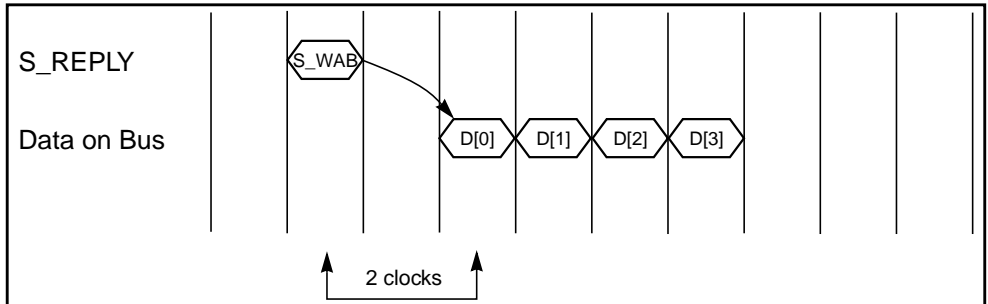 S_REPLY
S_WAB
Data on Bus
D[0] D[1] D[2] D[3]
2 clocks